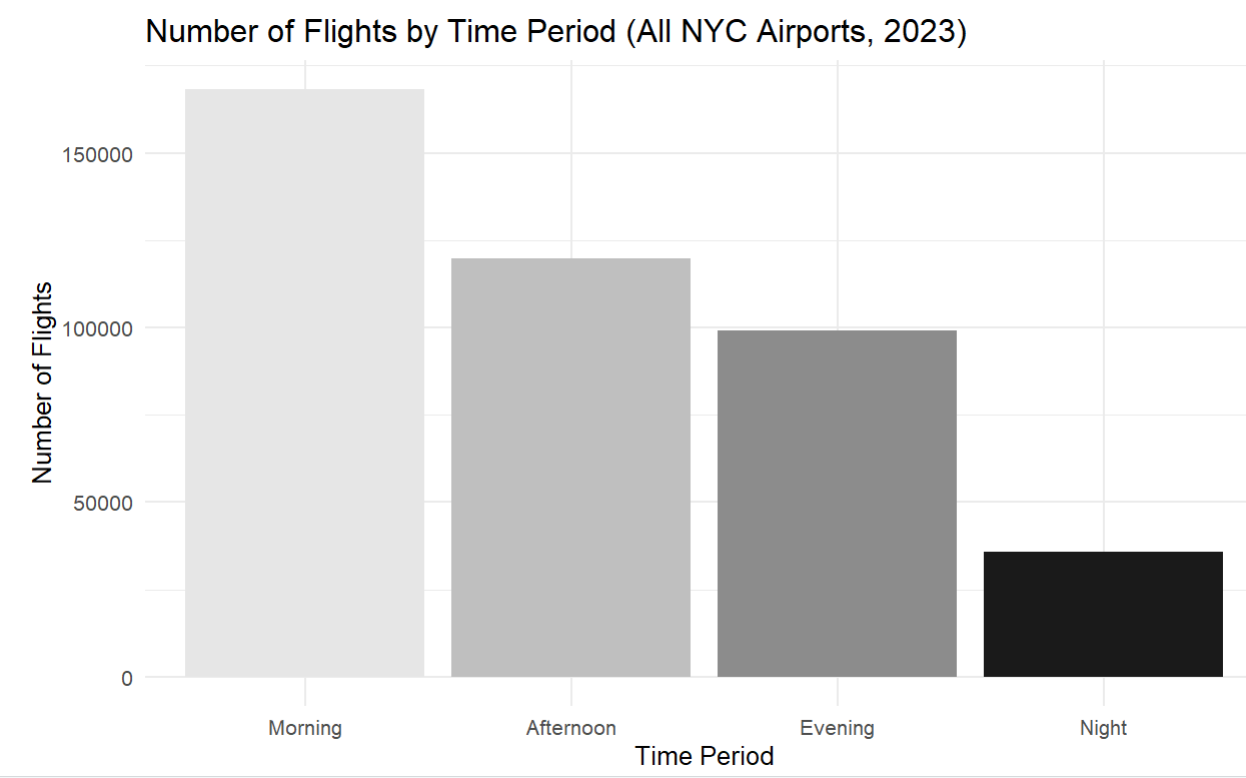 Number of Flights by Time Period (All NYC Airports, 2023)
Number of Flights
150000
100000
50000
0
Morning Afternoon Evening Night
Time Period